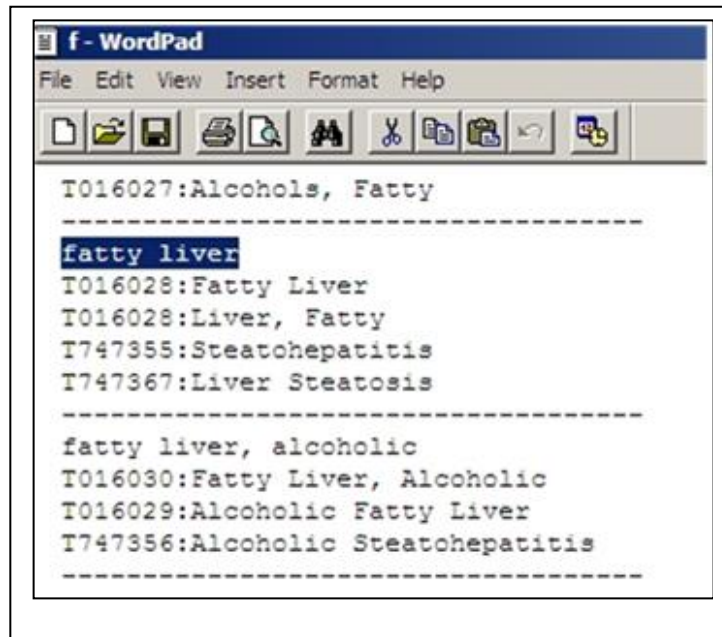 f - WordPad
File Edit View Insert Format Help
T016027:Alcohols, Fatty
-------------------------------------
fatty liver
T016028:Fatty Liver
T016028:Liver, Fatty
T747355:Steatohepatitis
T747367:Liver Steatosis
-------------------------------------
fatty liver, alcoholic
T016030:Fatty Liver, Alcoholic
T016029:Alcoholic Fatty Liver
T747356:Alcoholic Steatohepatitis
-------------------------------------